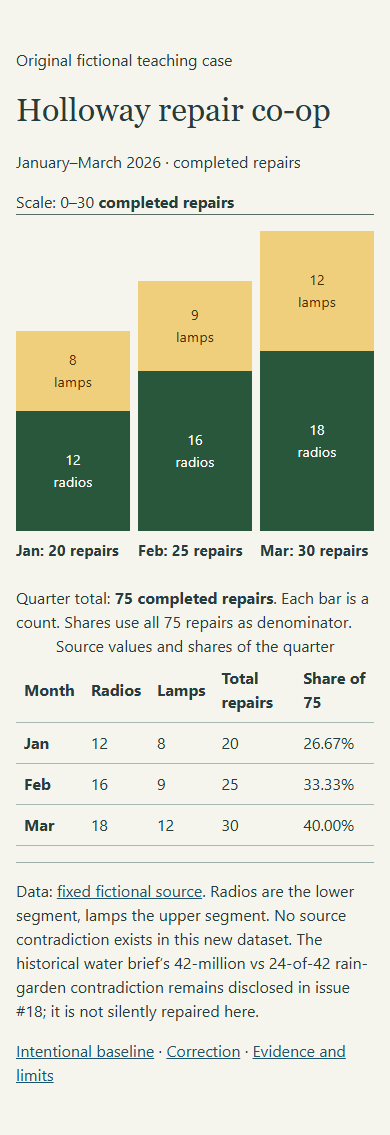 Original fictional teaching case
Holloway repair co-op
January–March 2026 · completed repairs
Scale: 0–30 completed repairs
8
lamps
12
radios
9
lamps
16
radios
12
lamps
18
radios
Jan: 20 repairs
Feb: 25 repairs
Mar: 30 repairs
Quarter total: 75 completed repairs. Each bar is a
count. Shares use all 75 repairs as denominator.
Source values and shares of the quarter
Month Radios Lamps Total repairs Share of 75
Jan 12 8 20 26.67%
Feb 16 9 25 33.33%
Mar 18 12 30 40.00%
Data: fixed fictional source. Radios are the lower
segment, lamps the upper segment. No source
contradiction exists in this new dataset. The
historical water brief's 42-million vs 24-of-42 rain-
garden contradiction remains disclosed in issue
#18; it is not silently repaired here.
Intentional baseline · Correction · Evidence and
limits